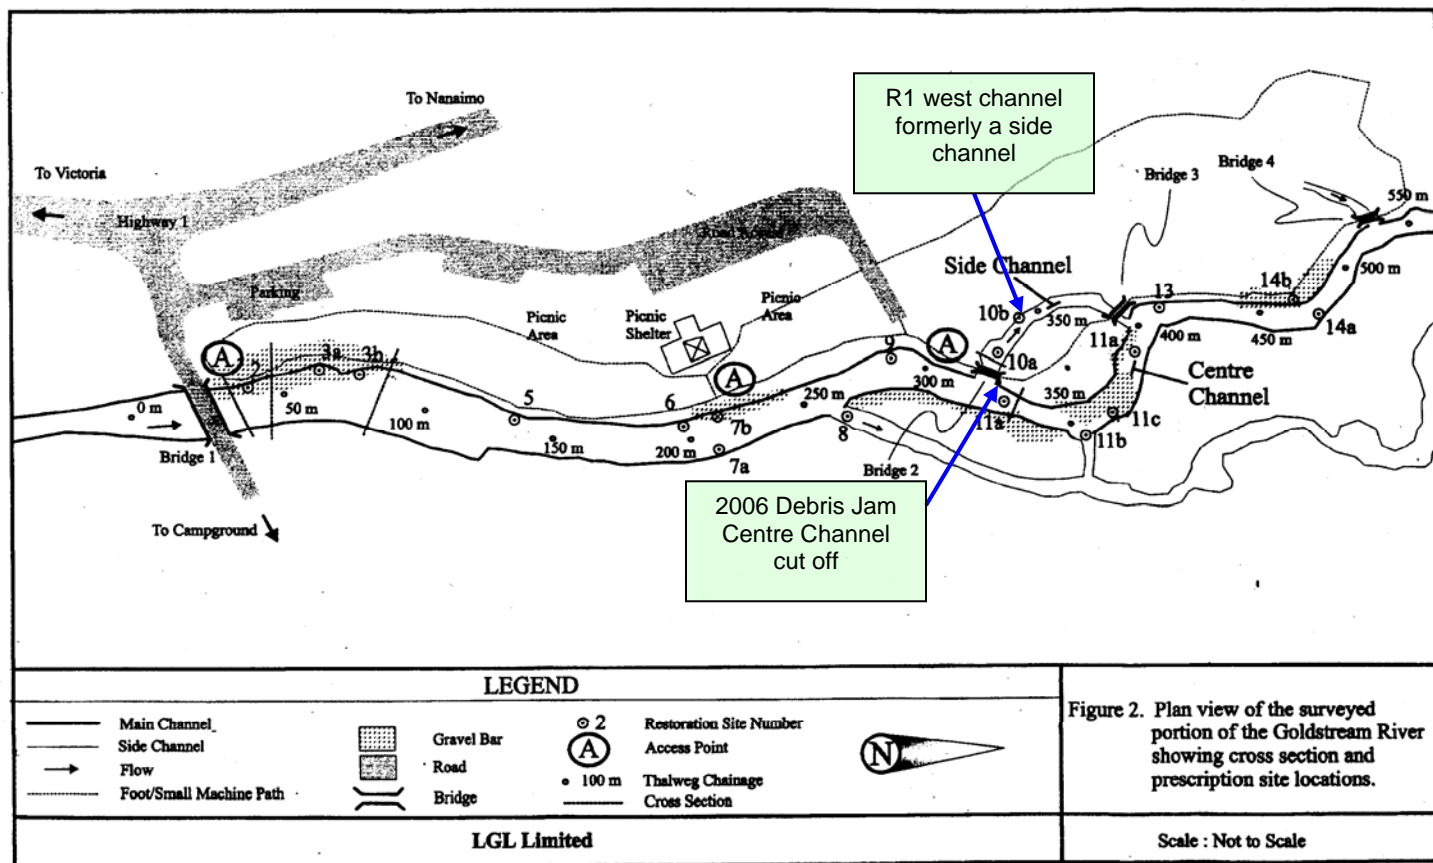 To Nanaimo
To Victoria
Highway 1
Parking
Picnic
Area
Picnic
Shelter
Picnic
Area
R1 west channel
formerly a side
channel
Bridge 3
Bridge 4
550 m
500 m
Side Channel
350 m
10b
10a
13
14b
14a
400 m
450 m
11a
Centre
Channel
350 m
11c
11b
11a
A
2
3a
3b
0 m
50 m
100 m
Bridge 1
To Campground
5
150 m
6
200 m
7b
7a
A
250 m
8
9
300 m
A
Bridge 2
2006 Debris Jam
Centre Channel
cut off
LEGEND
Main Channel
Side Channel
Flow
Foot/Small Machine Path
Gravel Bar
Road
Bridge
2 Restoration Site Number
A Access Point
100 m Thalweg Chainage
Cross Section
N
LGL Limited
Figure 2. Plan view of the surveyed
portion of the Goldstream River
showing cross section and
prescription site locations.
Scale : Not to Scale